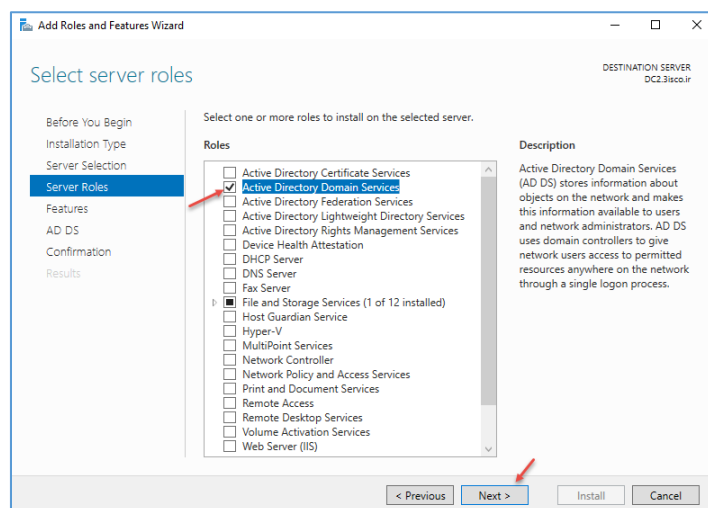 Add Roles and Features Wizard
Select server roles
DESTINATION SERVER
DC2.3isco.ir
Before You Begin
Installation Type
Server Selection
Server Roles
Features
AD DS
Confirmation
Results
Select one or more roles to install on the selected server.
Roles
Active Directory Certificate Services
Active Directory Domain Services
Active Directory Federation Services
Active Directory Lightweight Directory Services
Active Directory Rights Management Services
Device Health Attestation
DHCP Server
DNS Server
Fax Server
File and Storage Services (1 of 12 installed)
Host Guardian Service
Hyper-V
MultiPoint Services
Network Controller
Network Policy and Access Services
Print and Document Services
Remote Access
Remote Desktop Services
Volume Activation Services
Web Server (IIS)
Description
Active Directory Domain Services
(AD DS) stores information about
objects on the network and makes
this information available to users
and network administrators. AD DS
uses domain controllers to give
network users access to permitted
resources anywhere on the network
through a single logon process.
< Previous
Next >
Install
Cancel